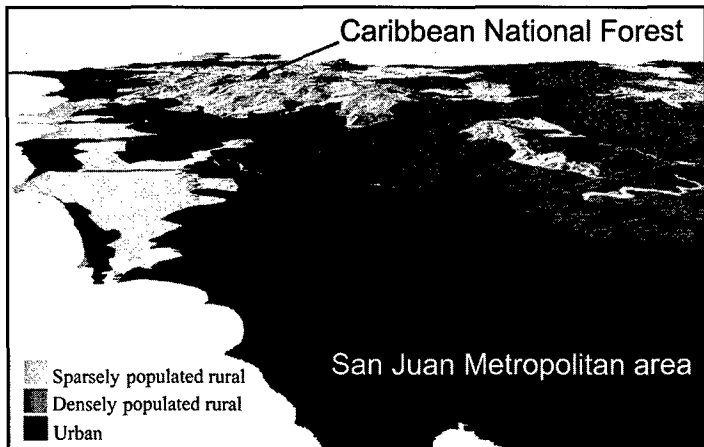 Caribbean National Forest
San Juan Metropolitan area
Sparsely populated rural
Densely populated rural
Urban